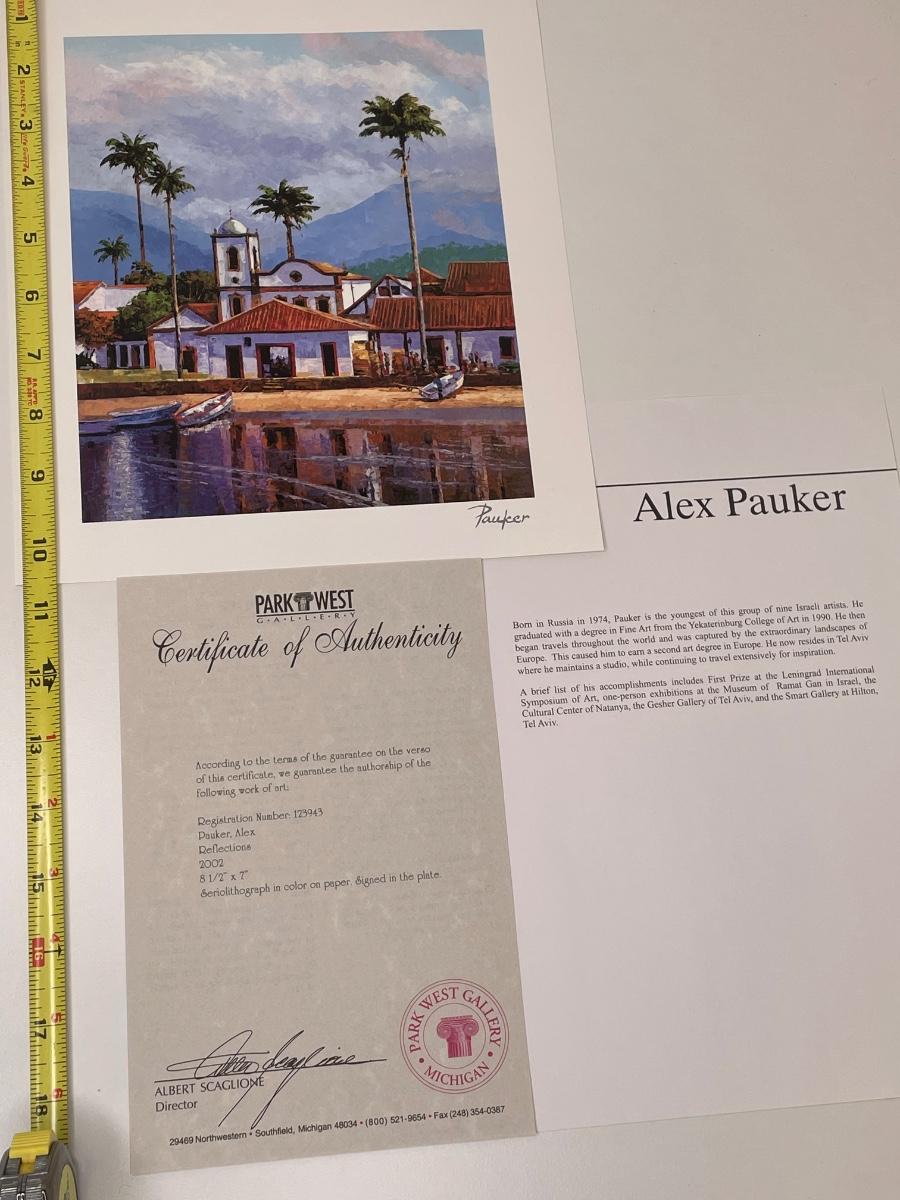 Pauker
Alex Pauker
Born in Russia in 1974, Pauker is the youngest of this group of nine Israeli artists. He
graduated with a degree in Fine Art from the Yekaterinburg College of Art in 1990. He then
began travels throughout the world and was captured by the extraordinary landscapes of
Europe. This caused him to earn a second art degree in Europe. He now resides in Tel Aviv
where he maintains a studio, while continuing to travel extensively for inspiration.
A brief list of his accomplishments includes First Prize at the Leningrad International
Symposium of Art, one-person exhibitions at the Museum of Ramat Gan in Israel, the
Cultural Center of Natanya, the Gesher Gallery of Tel Aviv, and the Smart Gallery at Hilton,
Tel Aviv.
PARK WEST
G·A·L·L·E·R·Y
Certificate of Authenticity
According to the terms of the guarantee on the verso
of this certificate, we guarantee the authorship of the
following work of art:
Registration Number: 123943
Pauker, Alex
Reflections
2002
8 1/2" x 7"
Seriolithograph in color on paper. Signed in the plate.
Albert Scaglione
ALBERT SCAGLIONE
Director
PARK WEST GALLERY
• MICHIGAN •
29469 Northwestern • Southfield, Michigan 48034 • (800) 521-9654 • Fax (248) 354-0387
1
2
STANLEY
3
4
5
6
7
8
9
10
11
12
13
1
14
2
15
3
16
4
17
5
18
6